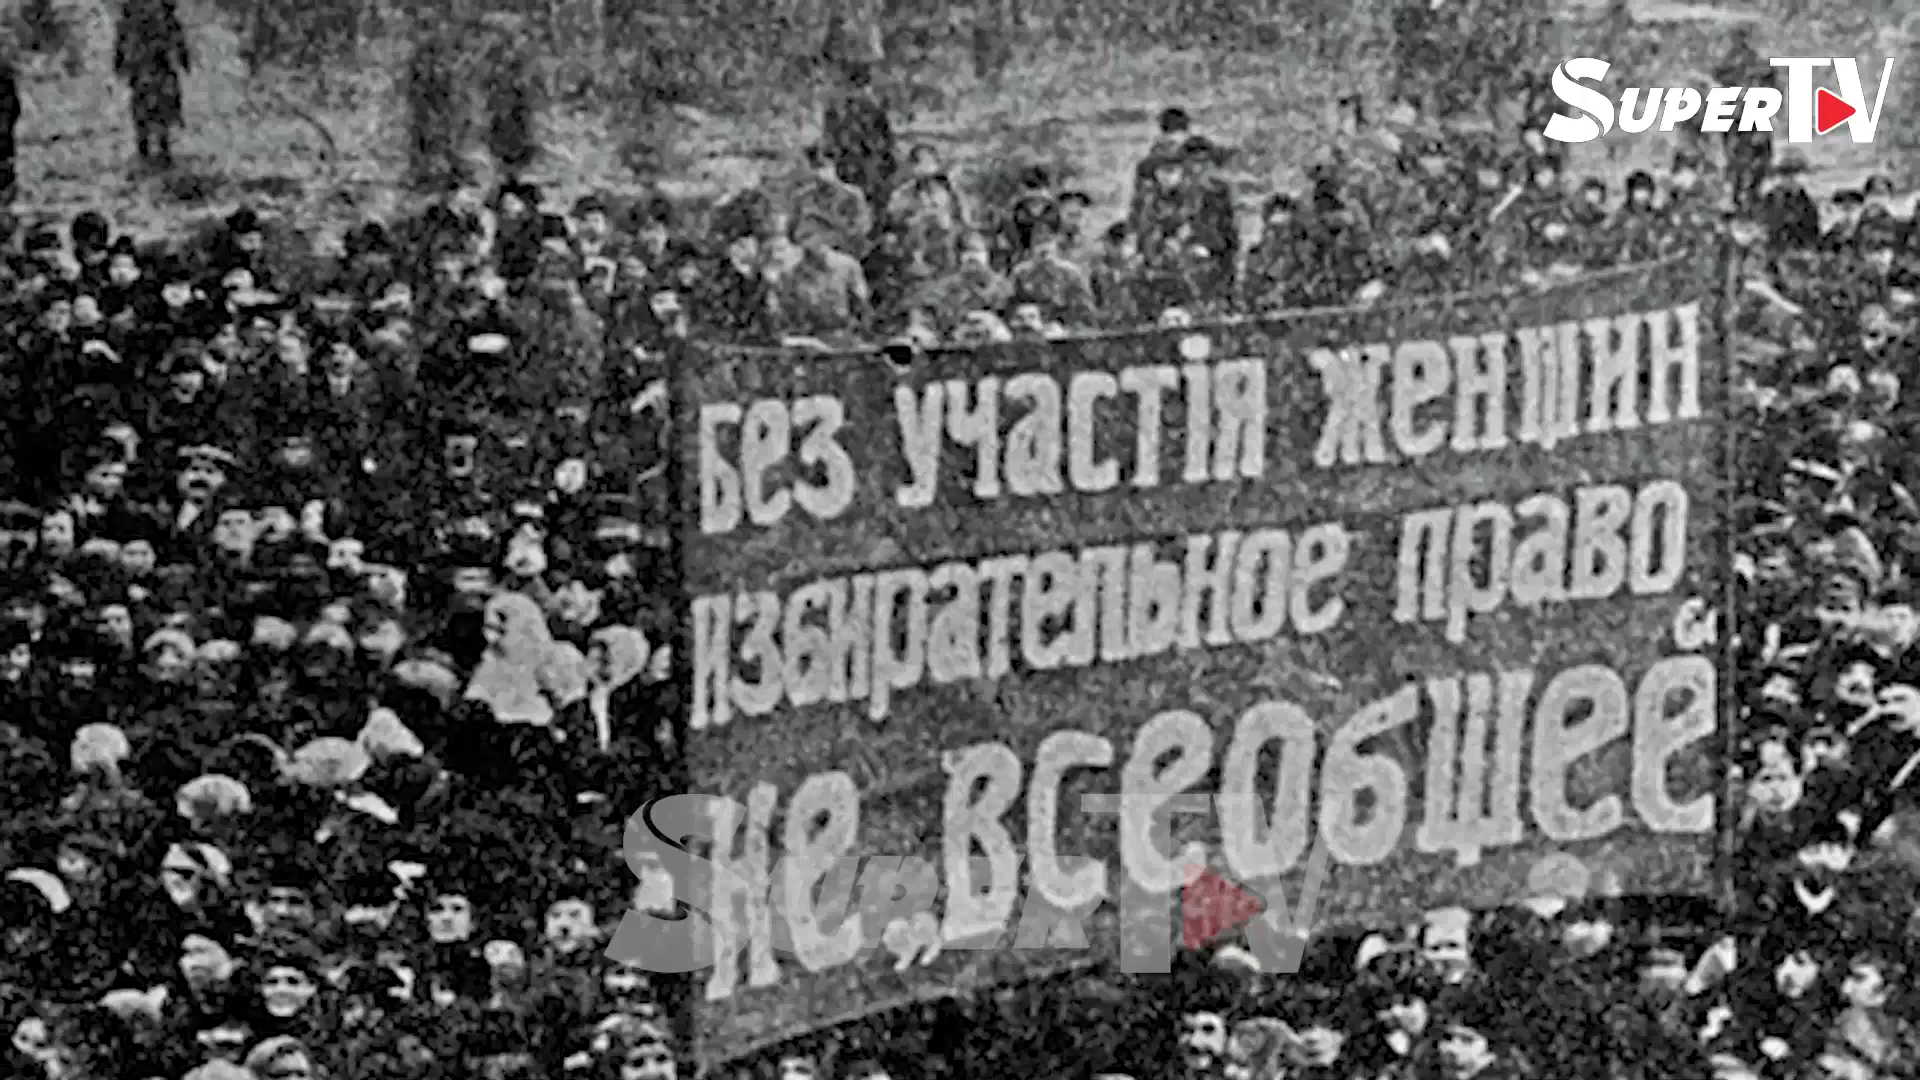 SUPERTV
БЕЗ УЧАСТІЯ ЖЕНЩИН
ИЗБИРАТЕЛЬНОЕ ПРАВО
НЕ „ВСЕОБЩЕЕ“
SUPERTV